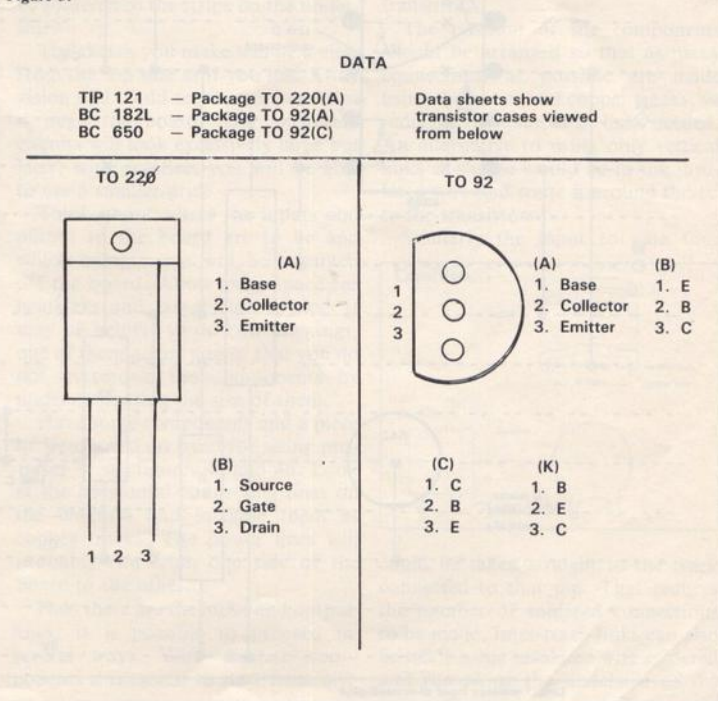 DATA
TIP 121 — Package TO 220(A)
BC 182L — Package TO 92(A)
BC 650 — Package TO 92(C)
Data sheets show
transistor cases viewed
from below
TO 220
(A)
1. Base
2. Collector
3. Emitter
(B)
1. Source
2. Gate
3. Drain
1 2 3
TO 92
1
2
3
(A)
1. Base
2. Collector
3. Emitter
(B)
1. E
2. B
3. C
(C)
1. C
2. B
3. E
(K)
1. B
2. E
3. C